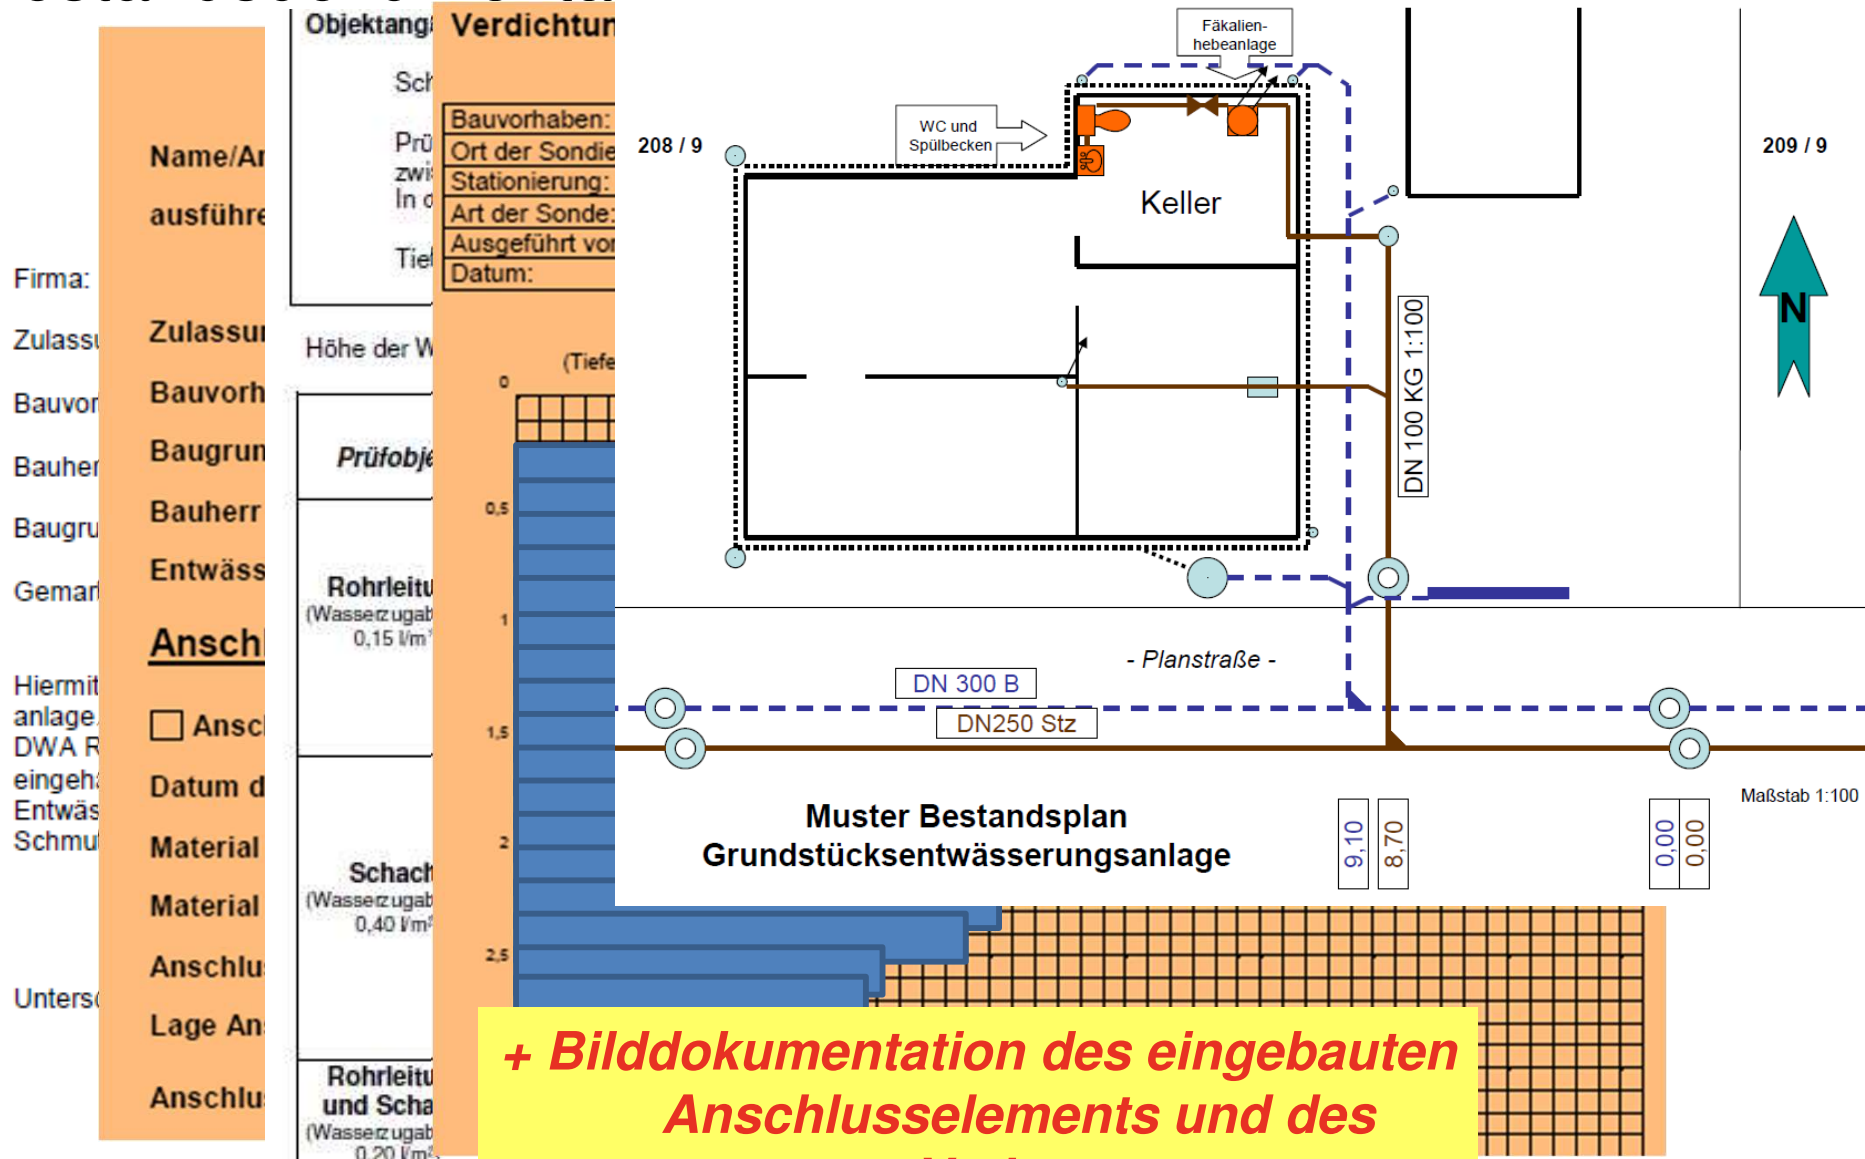 Firma:
Zulassu
Bauvor
Bauher
Baugru
Gemar
Hiermit
anlage.
DWA R
eingeh
Entwäs
Schmu
Unters
Name/A
ausführe
Zulassu
Bauvorh
Baugrun
Bauherr
Entwäss
Ansch
Ansc
Datum d
Material
Material
Anschlu
Lage An
Anschlu
Objektang
Sch
Prü
zwi
In d
Tie
Höhe der W
Prüfobje
Rohrleitu
(Wasserzugab
0,15 l/m
Schach
(Wasserzugab
0,40 l/m²
Rohrleitu
und Scha
(Wasserzugab
0,20 l/m²
Verdichtun
Bauvorhaben:
Ort der Sondie
Stationierung:
Art der Sonde:
Ausgeführt vor
Datum:
(Tiefe
0
0,5
1
1,5
2
2,5
Fäkalien-
hebeanlage
WC und
Spülbecken
208 / 9
209 / 9
Keller
N
DN 100 KG 1:100
- Planstraße -
DN 300 B
DN250 Stz
Maßstab 1:100
Muster Bestandsplan
Grundstücksentwässerungsanlage
9,10
8,70
0,00
0,00
+ Bilddokumentation des eingebauten
Anschlusselements und des